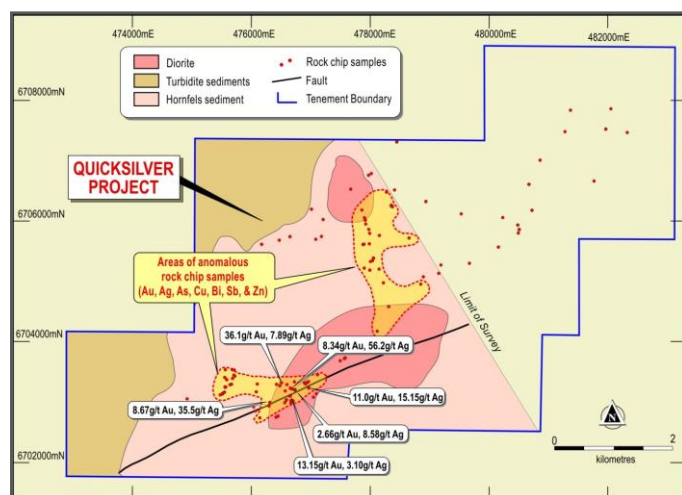 474000mE
476000mE
478000mE
480000mE
482000mE
Diorite
Turbidite sediments
Hornfels sediment
Rock chip samples
Fault
Tenement Boundary
6708000mN
6706000mN
6704000mN
6702000mN
QUICKSILVER
PROJECT
Areas of anomalous
rock chip samples
(Au, Ag, As, Cu, Bi, Sb, & Zn)
Limit of Survey
36.1g/t Au, 7.89g/t Ag
8.34g/t Au, 56.2g/t Ag
8.67g/t Au, 35.5g/t Ag
11.0g/t Au, 15.15g/t Ag
2.66g/t Au, 8.58g/t Ag
13.15g/t Au, 3.10g/t Ag
0
2
kilometres